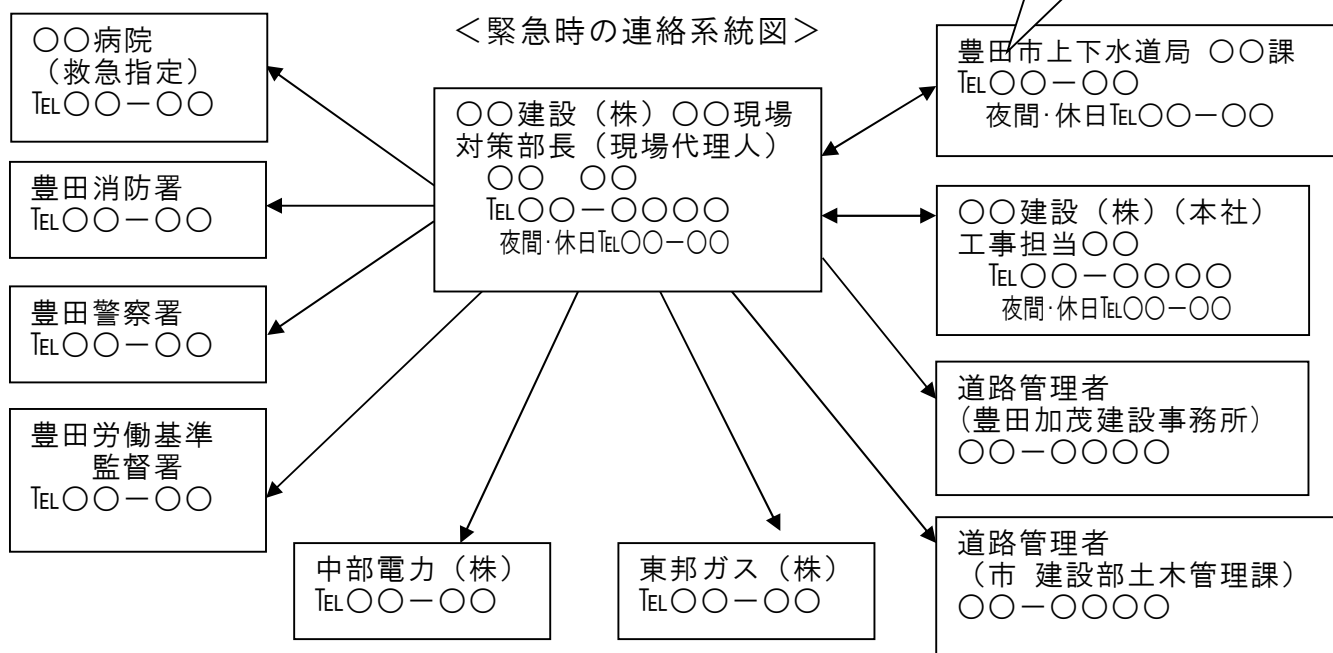 ＜緊急時の連絡系統図＞
○○病院
（救急指定）
℡○○－○○
豊田消防署
℡○○－○○
豊田警察署
℡○○－○○
豊田労働基準
監督署
℡○○－○○
○○建設（株）○○現場
対策部長（現場代理人）
○○　○○
℡○○－○○○○
夜間･休日℡○○－○○
豊田市上下水道局 ○○課
℡○○－○○
夜間･休日℡○○－○○
○○建設（株）（本社）
工事担当○○
℡○○－○○○○
夜間･休日℡○○－○○
道路管理者
(豊田加茂建設事務所)
○○－○○○○
道路管理者
（市 建設部土木管理課）
○○－○○○○
中部電力（株）
℡○○－○○
東邦ガス（株）
℡○○－○○